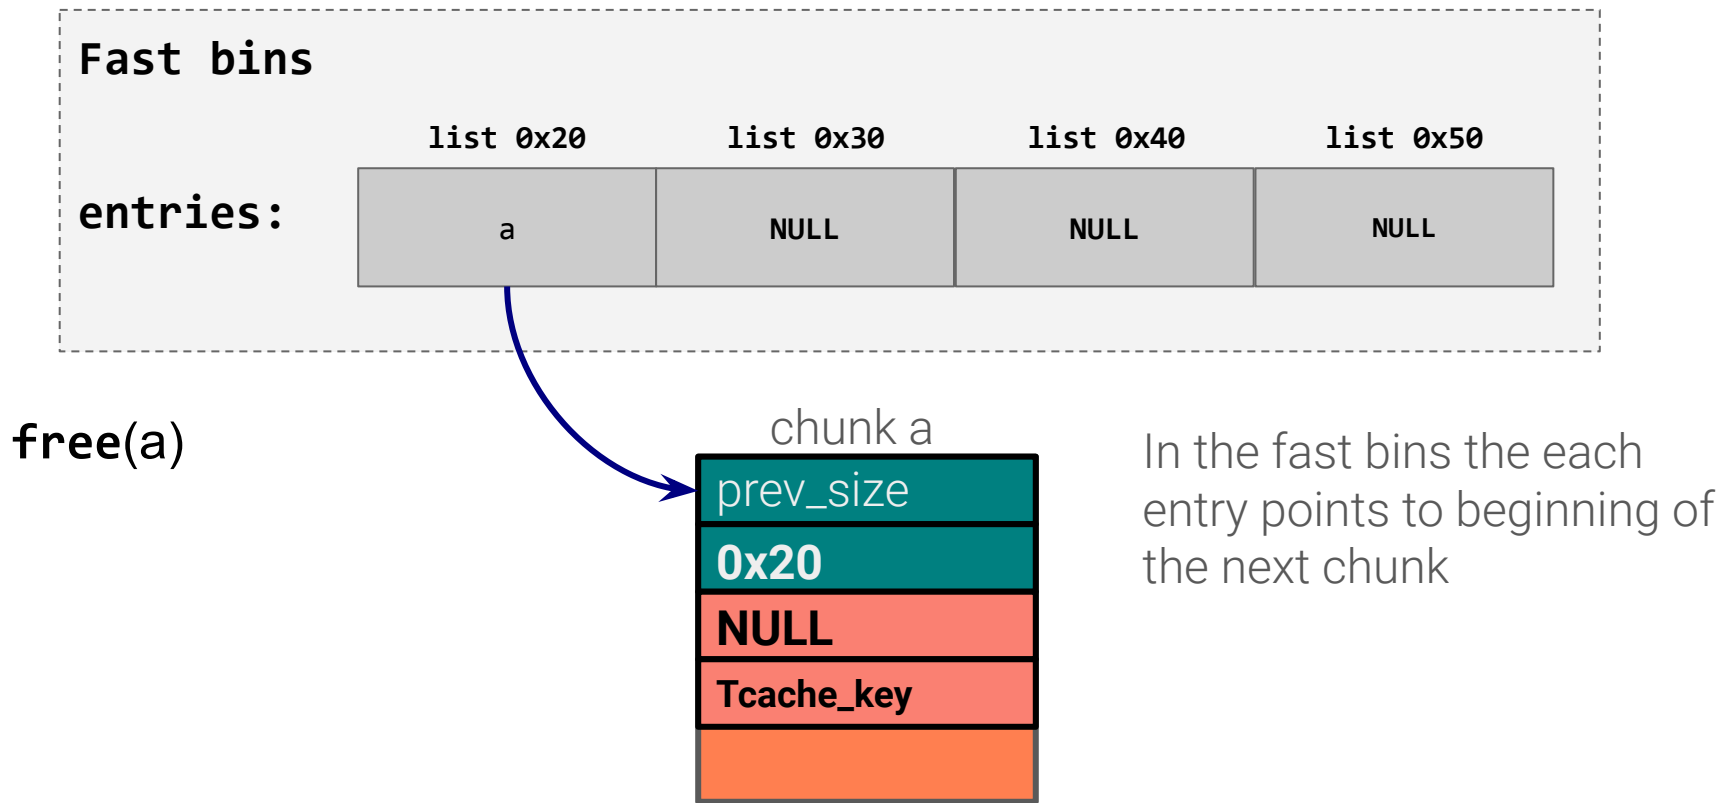 Fast bins
list 0x20 list 0x30 list 0x40 list 0x50
entries: a NULL NULL NULL
free(a)
chunk a
prev_size
0x20
NULL
Tcache_key
In the fast bins the each
entry points to beginning of
the next chunk